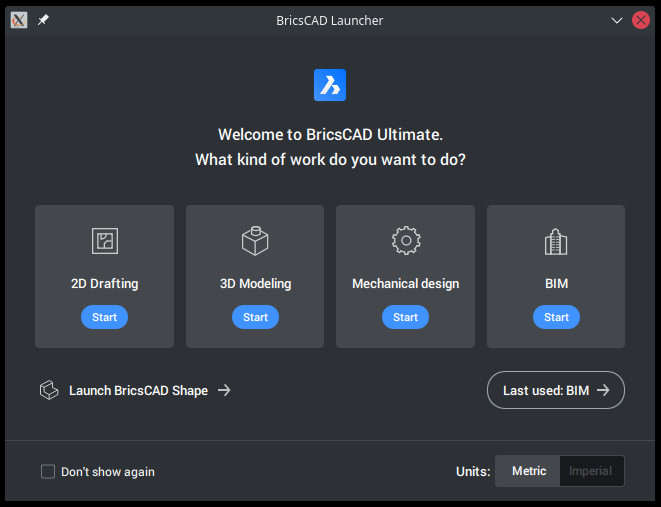 BricsCAD Launcher
Welcome to BricsCAD Ultimate.
What kind of work do you want to do?
2D Drafting
Start
3D Modeling
Start
Mechanical design
Start
BIM
Start
Launch BricsCAD Shape
Last used: BIM
Don't show again
Units: Metric Imperial